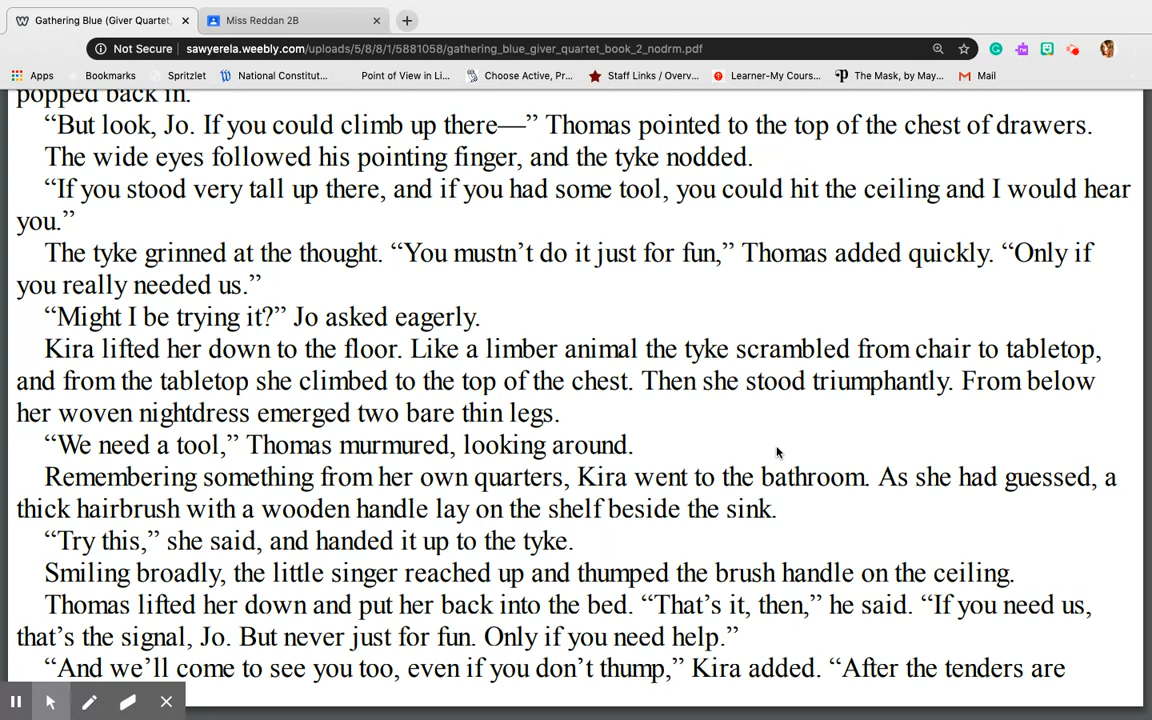 Gathering Blue (Giver Quartet,
Miss Reddan 2B
Not Secure
sawyerela.weebly.com/uploads/5/8/8/1/5881058/gathering_blue_giver_quartet_book_2_nodrm.pdf
Apps
Bookmarks
Spritzlet
National Constitut...
Point of View in Li...
Choose Active, Pr...
Staff Links / Overv...
Learner-My Cours...
The Mask, by May...
Mail
popped back in.
“But look, Jo. If you could climb up there—” Thomas pointed to the top of the chest of drawers.
The wide eyes followed his pointing finger, and the tyke nodded.
“If you stood very tall up there, and if you had some tool, you could hit the ceiling and I would hear
you.”
The tyke grinned at the thought. “You mustn’t do it just for fun,” Thomas added quickly. “Only if
you really needed us.”
“Might I be trying it?” Jo asked eagerly.
Kira lifted her down to the floor. Like a limber animal the tyke scrambled from chair to tabletop,
and from the tabletop she climbed to the top of the chest. Then she stood triumphantly. From below
her woven nightdress emerged two bare thin legs.
“We need a tool,” Thomas murmured, looking around.
Remembering something from her own quarters, Kira went to the bathroom. As she had guessed, a
thick hairbrush with a wooden handle lay on the shelf beside the sink.
“Try this,” she said, and handed it up to the tyke.
Smiling broadly, the little singer reached up and thumped the brush handle on the ceiling.
Thomas lifted her down and put her back into the bed. “That’s it, then,” he said. “If you need us,
that’s the signal, Jo. But never just for fun. Only if you need help.”
“And we’ll come to see you too, even if you don’t thump,” Kira added. “After the tenders are